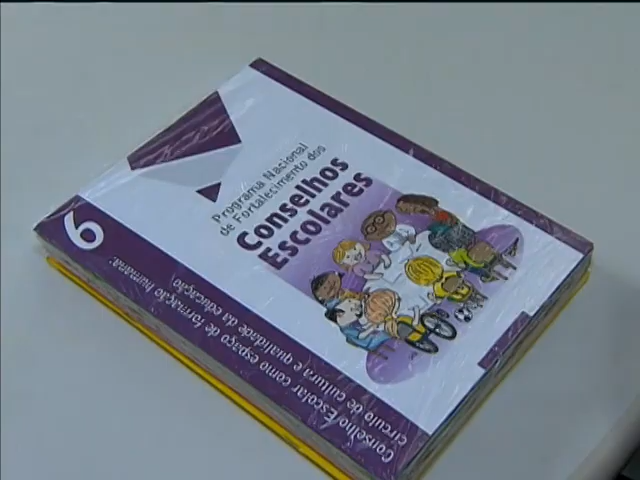 Programa Nacional
de Fortalecimento dos
Conselhos
Escolares
Conselho Escolar como espaço de formação humana:
círculo de cultura e qualidade da educação
6